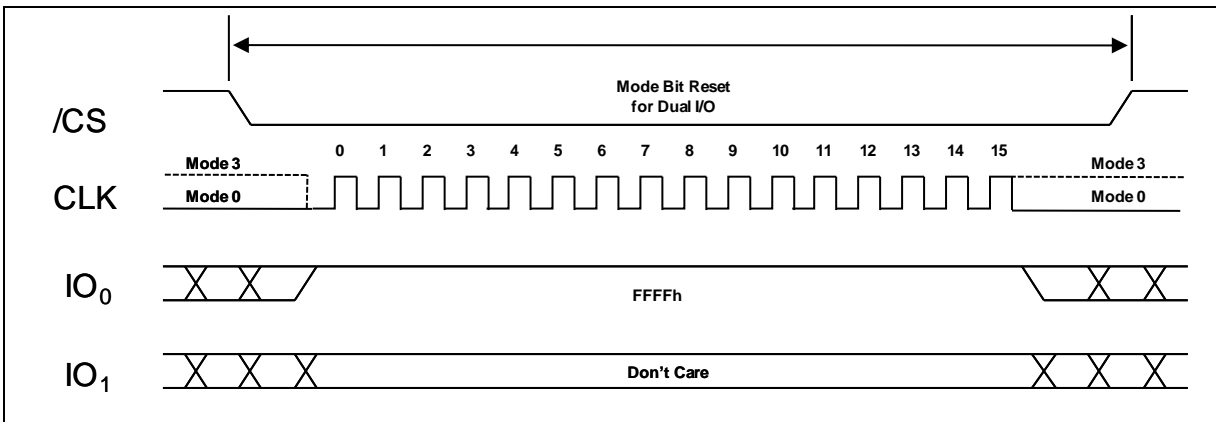 Mode Bit Reset
for Dual I/O
/CS
0 1 2 3 4 5 6 7 8 9 10 11 12 13 14 15
Mode 3 Mode 3
CLK Mode 0 Mode 0
IO0 FFFFh
IO1 Don't Care